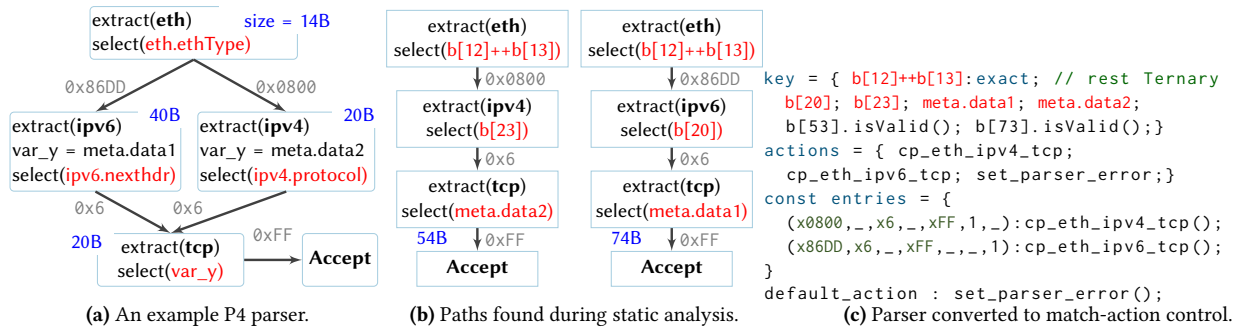 extract(eth)
size = 14B
select(eth.ethType)
0x86DD
0x0800
40B
extract(ipv6)
var_y = meta.data1
select(ipv6.nexthdr)
20B
extract(ipv4)
var_y = meta.data2
select(ipv4.protocol)
0x6
0x6
20B
extract(tcp)
select(var_y)
0xFF
Accept
(a) An example P4 parser.
extract(eth)
select(b[12]++b[13])
0x0800
extract(ipv4)
select(b[23])
0x6
extract(tcp)
select(meta.data2)
54B
0xFF
Accept
extract(eth)
select(b[12]++b[13])
0x86DD
extract(ipv6)
select(b[20])
0x6
extract(tcp)
select(meta.data1)
74B
0xFF
Accept
(b) Paths found during static analysis.
key = { b[12]++b[13]:exact; // rest Ternary
b[20]; b[23]; meta.data1; meta.data2;
b[53].isValid(); b[73].isValid();}
actions = { cp_eth_ipv4_tcp;
cp_eth_ipv6_tcp; set_parser_error;}
const entries = {
(x0800,_,x6,_,xFF,1,_):cp_eth_ipv4_tcp();
(x86DD,x6,_,xFF,_,_,1):cp_eth_ipv6_tcp();
}
default_action : set_parser_error();
(c) Parser converted to match-action control.